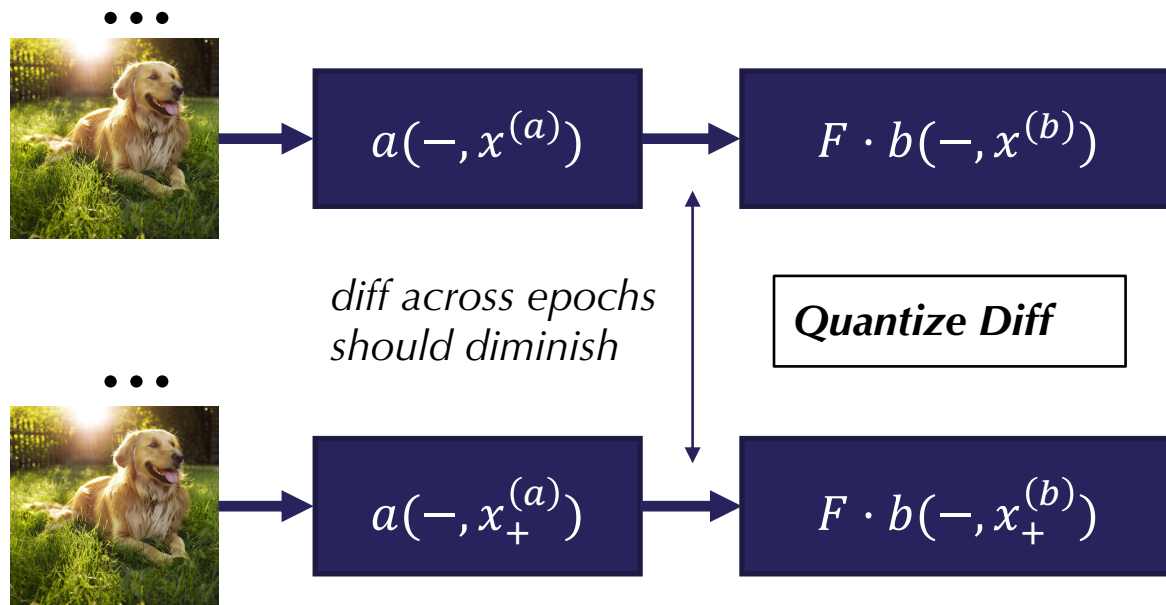 • • •
a(−, x^(a))
F · b(−, x^(b))
diff across epochs
should diminish
Quantize Diff
• • •
a(−, x_+^(a))
F · b(−, x_+^(b))